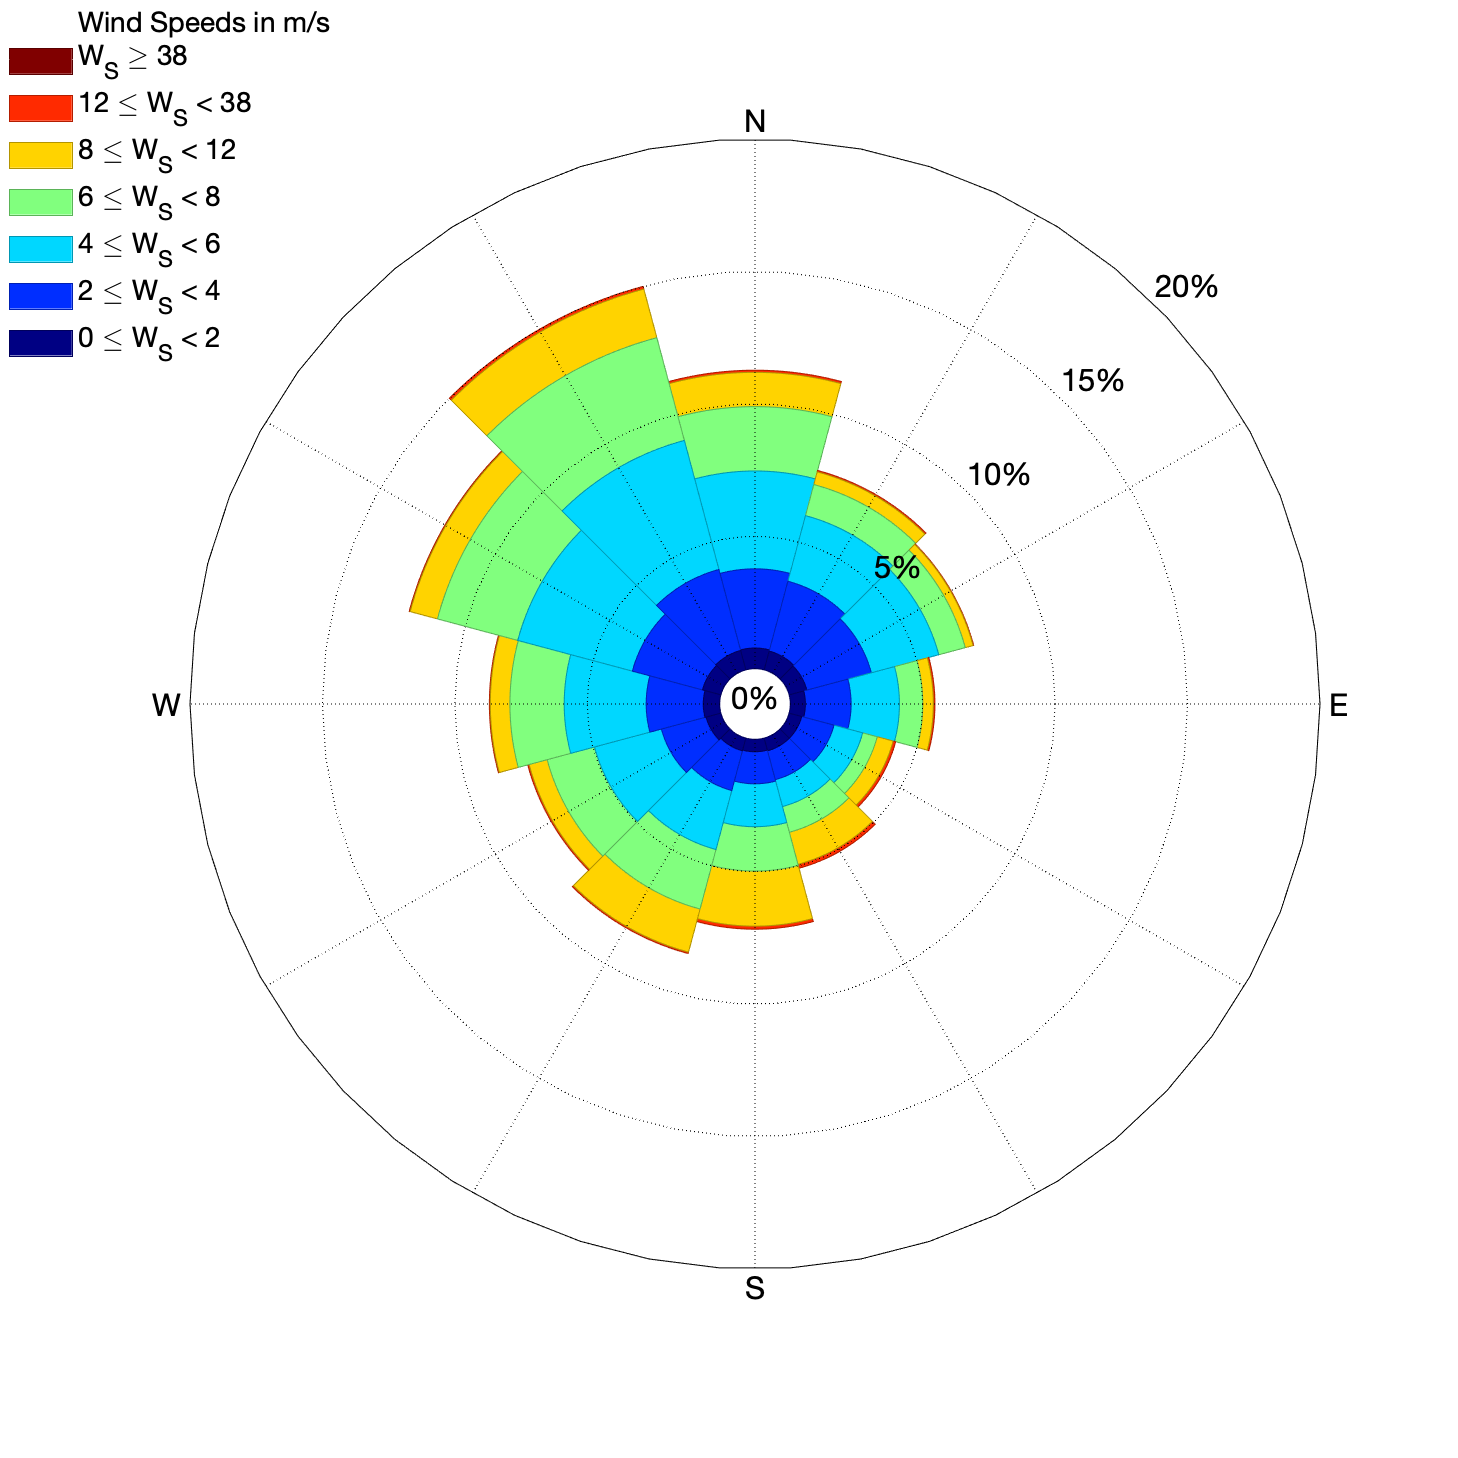 Wind Speeds in m/s
W_S ≥ 38
12 ≤ W_S < 38
8 ≤ W_S < 12
6 ≤ W_S < 8
4 ≤ W_S < 6
2 ≤ W_S < 4
0 ≤ W_S < 2
N
20%
15%
10%
5%
0%
W
E
S